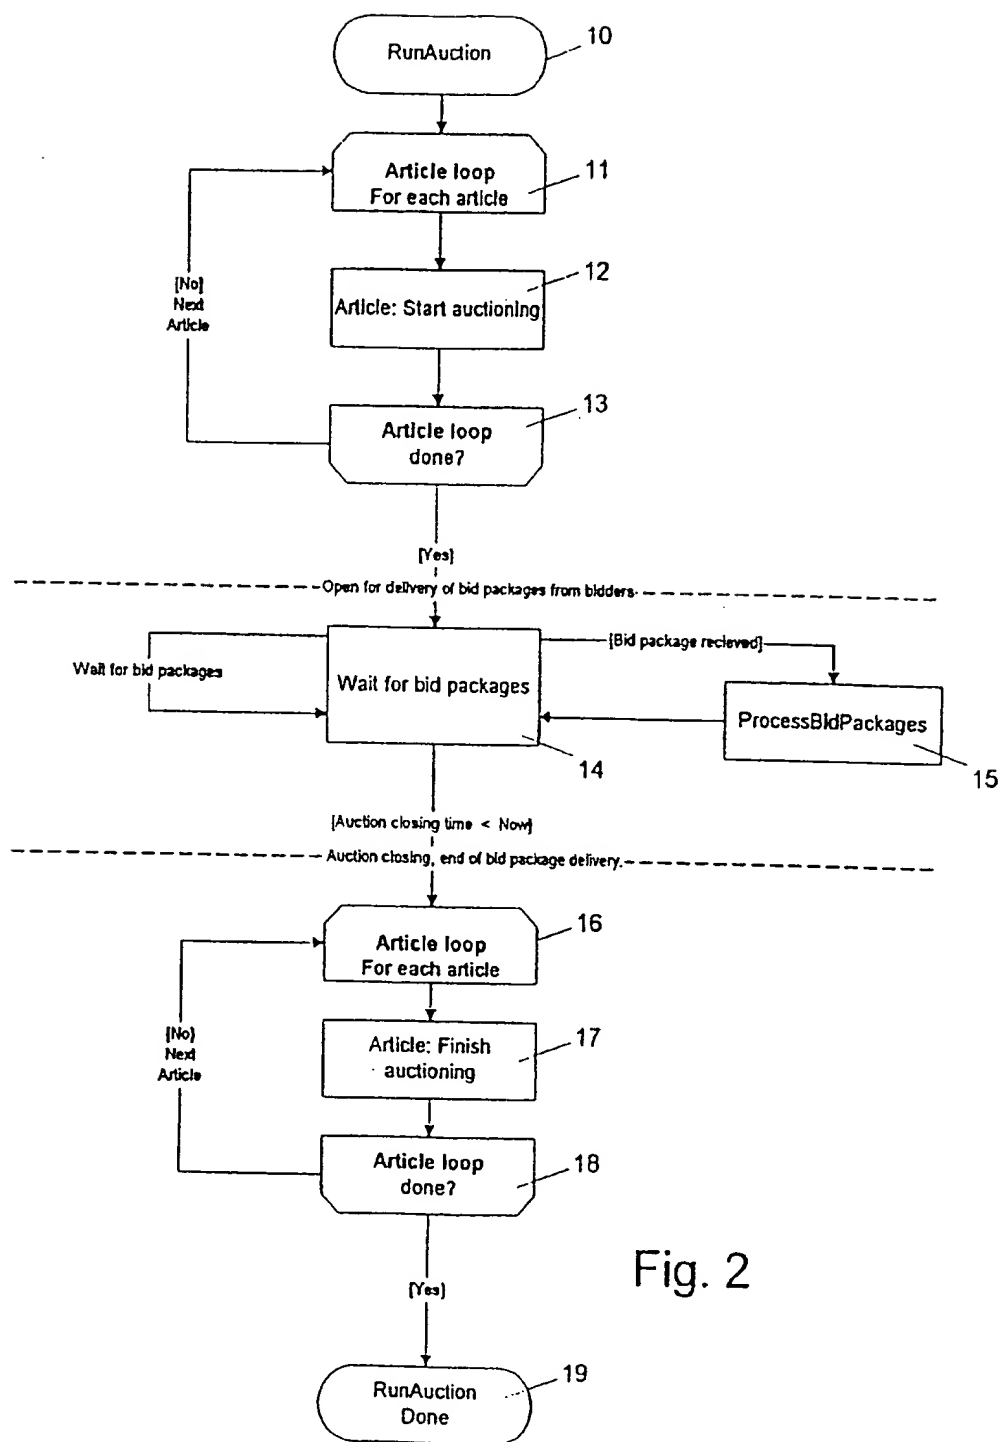 RunAuction
10
Article loop
For each article
11
12
Article: Start auctioning
[No]
Next
Article
13
Article loop
done?
[Yes]
Open for delivery of bid packages from bidders
[Bid package recieved]
Wait for bid packages
Wait for bid packages
ProcessBidPackages
14
15
[Auction closing time < Now]
Auction closing, end of bid package delivery.
16
Article loop
For each article
17
Article: Finish
auctioning
[No]
Next
Article
18
Article loop
done?
Fig. 2
[Yes]
19
RunAuction
Done